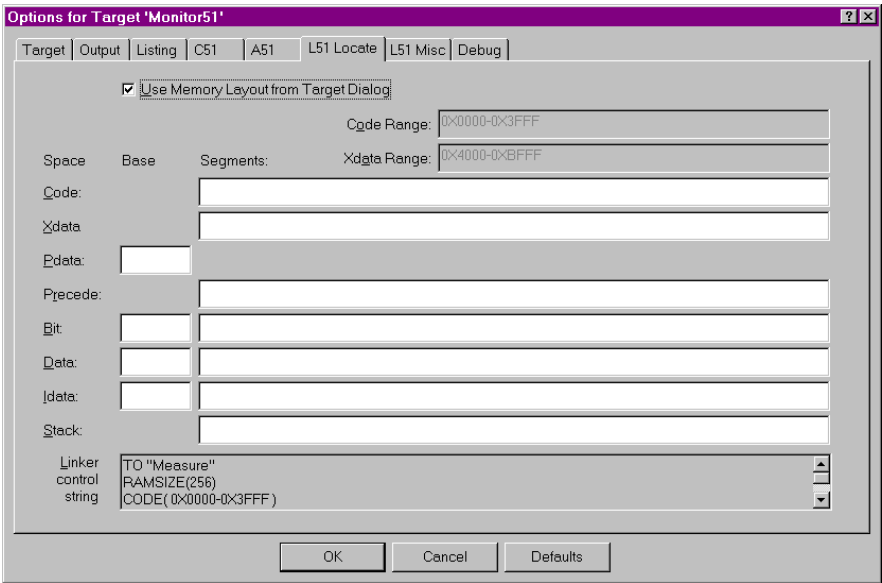 Options for Target 'Monitor51'
Target Output Listing C51 A51 L51 Locate L51 Misc Debug
Use Memory Layout from Target Dialog
Code Range: 0X0000-0X3FFF
Space Base Segments: Xdata Range: 0X4000-0XBFFF
Code:
Xdata
Pdata:
Precede:
Bit:
Data:
Idata:
Stack:
Linker control string
TO "Measure"
RAMSIZE(256)
CODE( 0X0000-0X3FFF )
OK Cancel Defaults